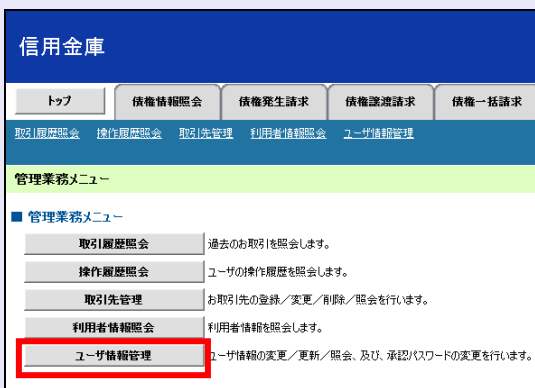 信用金庫
トップ 債権情報照会 債権発生請求 債権譲渡請求 債権一括請求
取引履歴照会 操作履歴照会 取引先管理 利用者情報照会 ユーザ情報管理
管理業務メニュー
■ 管理業務メニュー
取引履歴照会 過去のお取引を照会します。
操作履歴照会 ユーザの操作履歴を照会します。
取引先管理 お取引先の登録／変更／削除／照会を行います。
利用者情報照会 利用者情報を照会します。
ユーザ情報管理 ユーザ情報の変更／更新／照会、及び、承認パスワードの変更を行います。